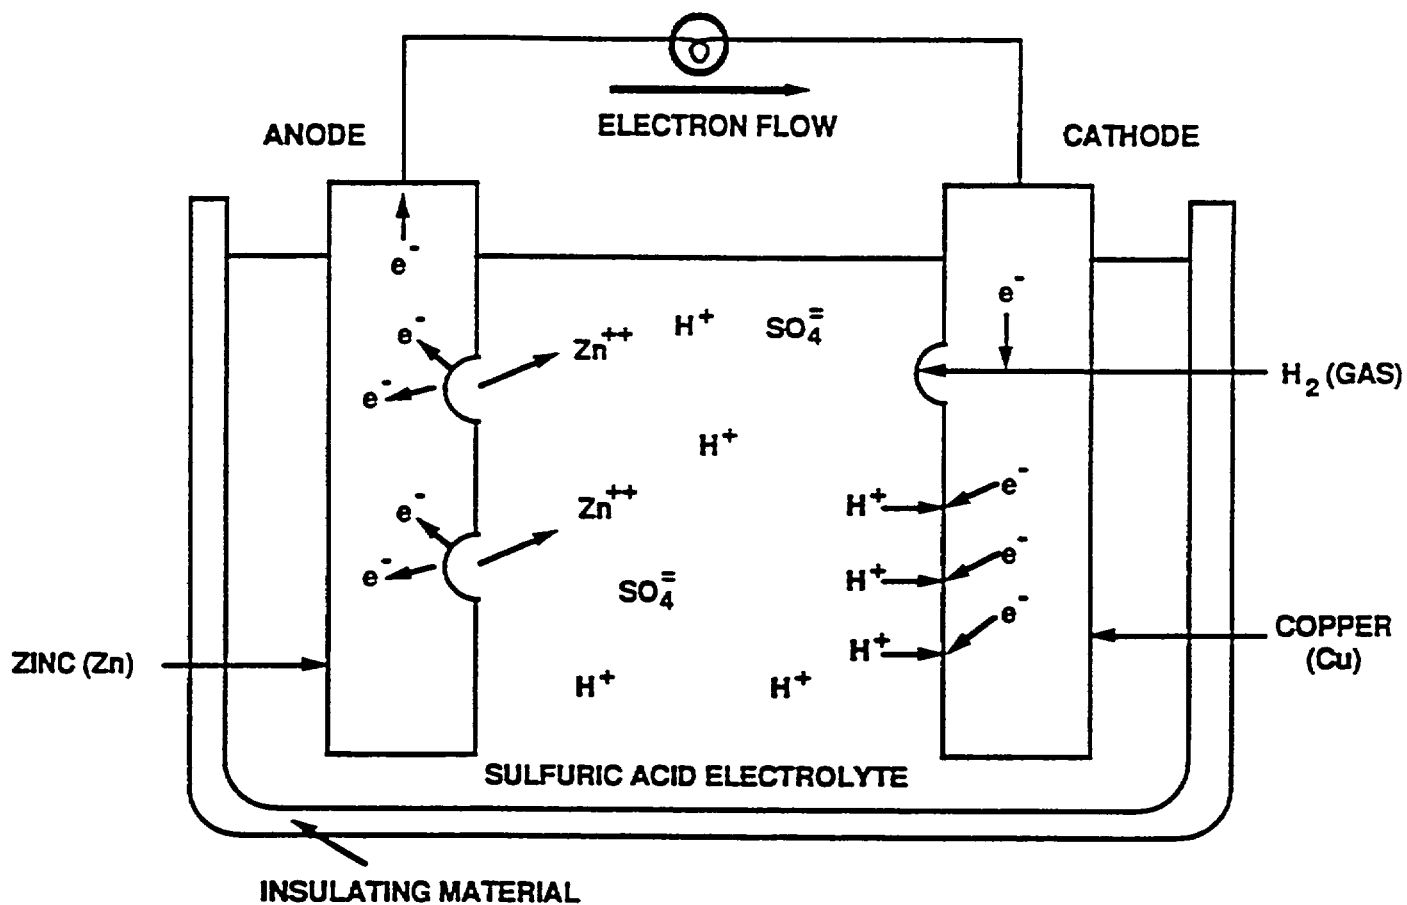 ELECTRON FLOW
ANODE
CATHODE
e⁻
e⁻
e⁻
Zn⁺⁺
H⁺
SO₄⁼
e⁻
H₂ (GAS)
H⁺
e⁻
e⁻
Zn⁺⁺
SO₄⁼
H⁺ e⁻
H⁺ e⁻
H⁺ e⁻
ZINC (Zn)
COPPER
(Cu)
H⁺
H⁺
SULFURIC ACID ELECTROLYTE
INSULATING MATERIAL